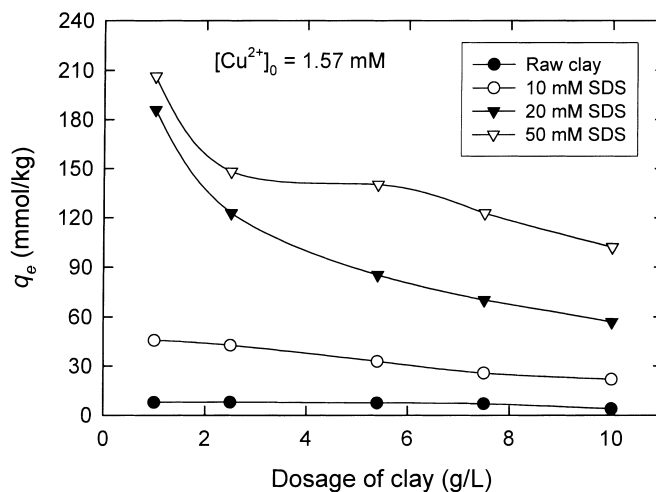 240
210
180
150
120
90
60
30
0
q_e (mmol/kg)
[Cu²⁺]₀ = 1.57 mM
Raw clay
10 mM SDS
20 mM SDS
50 mM SDS
0 2 4 6 8 10
Dosage of clay (g/L)